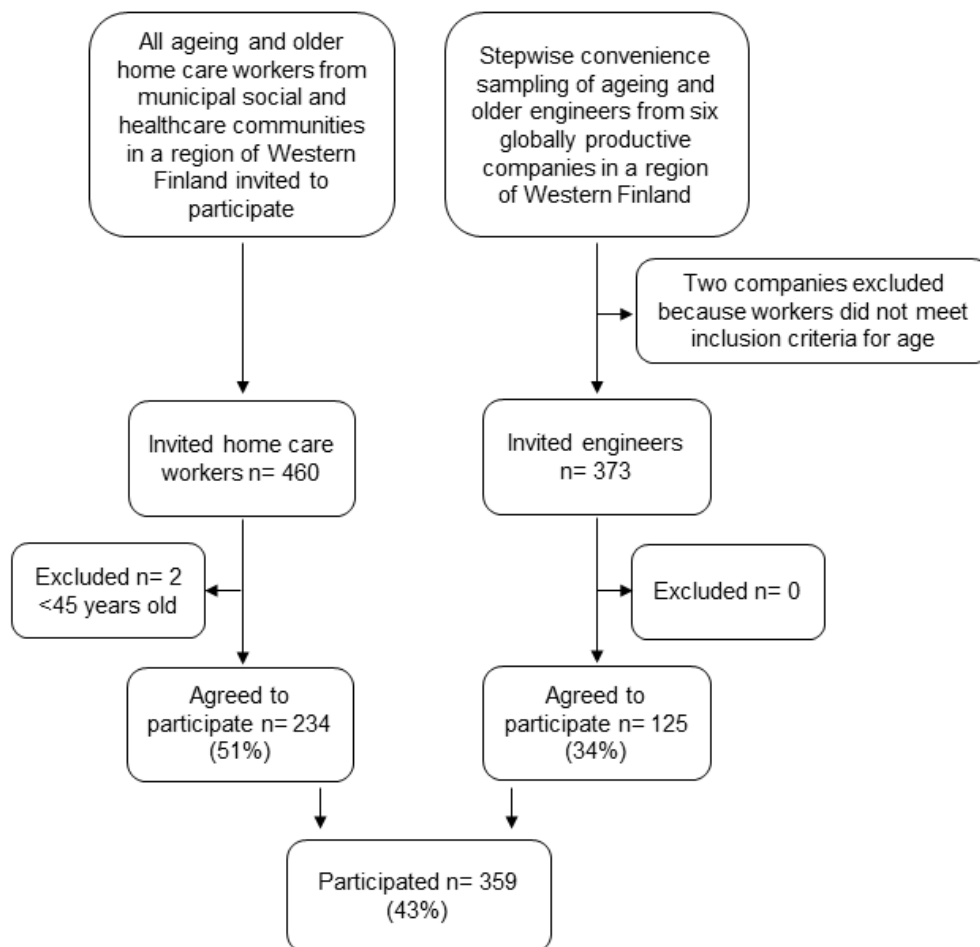 All ageing and older
home care workers from
municipal social and
healthcare communities
in a region of Western
Finland invited to
participate
Stepwise convenience
sampling of ageing and
older engineers from six
globally productive
companies in a region
of Western Finland
Two companies excluded
because workers did not meet
inclusion criteria for age
Invited home care
workers n= 460
Invited engineers
n= 373
Excluded n= 2
<45 years old
Excluded n= 0
Agreed to
participate n= 234
(51%)
Agreed to
participate n= 125
(34%)
Participated n= 359
(43%)